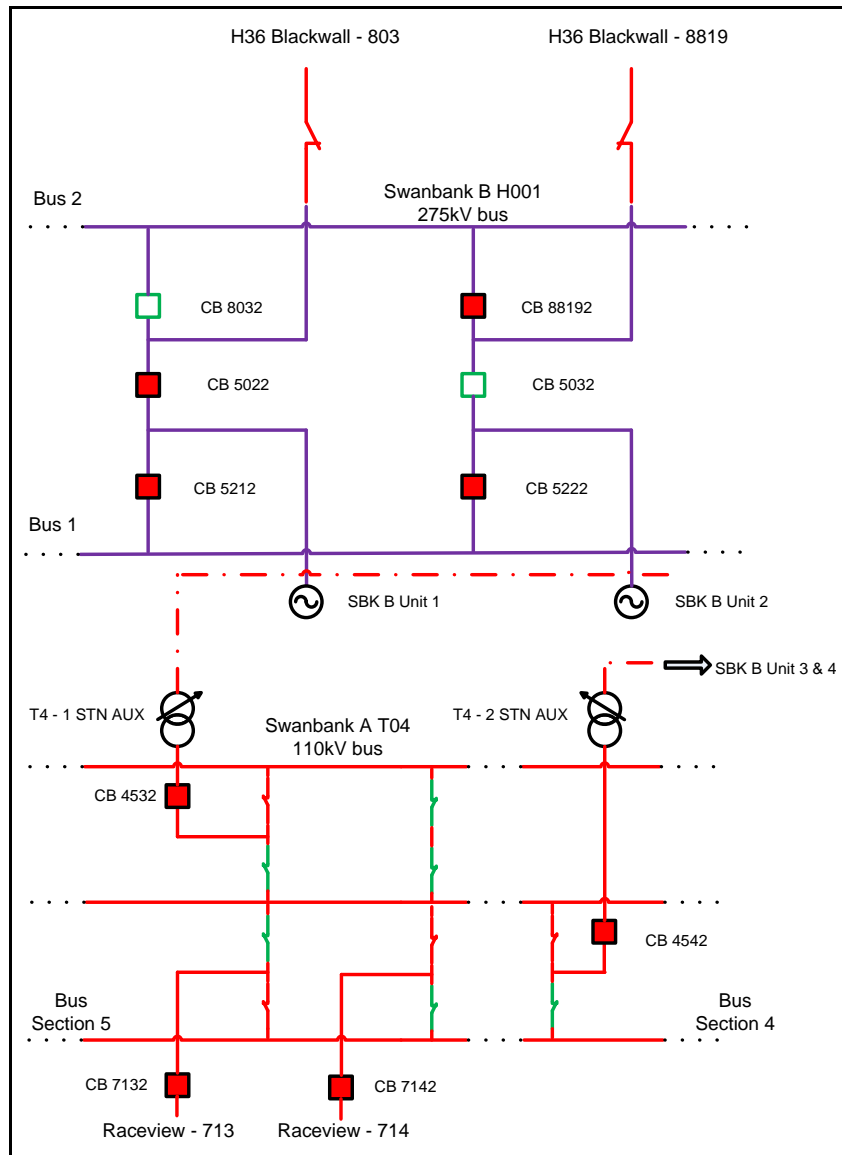 H36 Blackwall - 803
H36 Blackwall - 8819
Bus 2
Swanbank B H001
275kV bus
CB 8032
CB 88192
CB 5022
CB 5032
CB 5212
CB 5222
Bus 1
SBK B Unit 1
SBK B Unit 2
SBK B Unit 3 & 4
T4 - 1 STN AUX
T4 - 2 STN AUX
Swanbank A T04
110kV bus
CB 4532
CB 4542
Bus
Section 5
Bus
Section 4
CB 7132
CB 7142
Raceview - 713
Raceview - 714